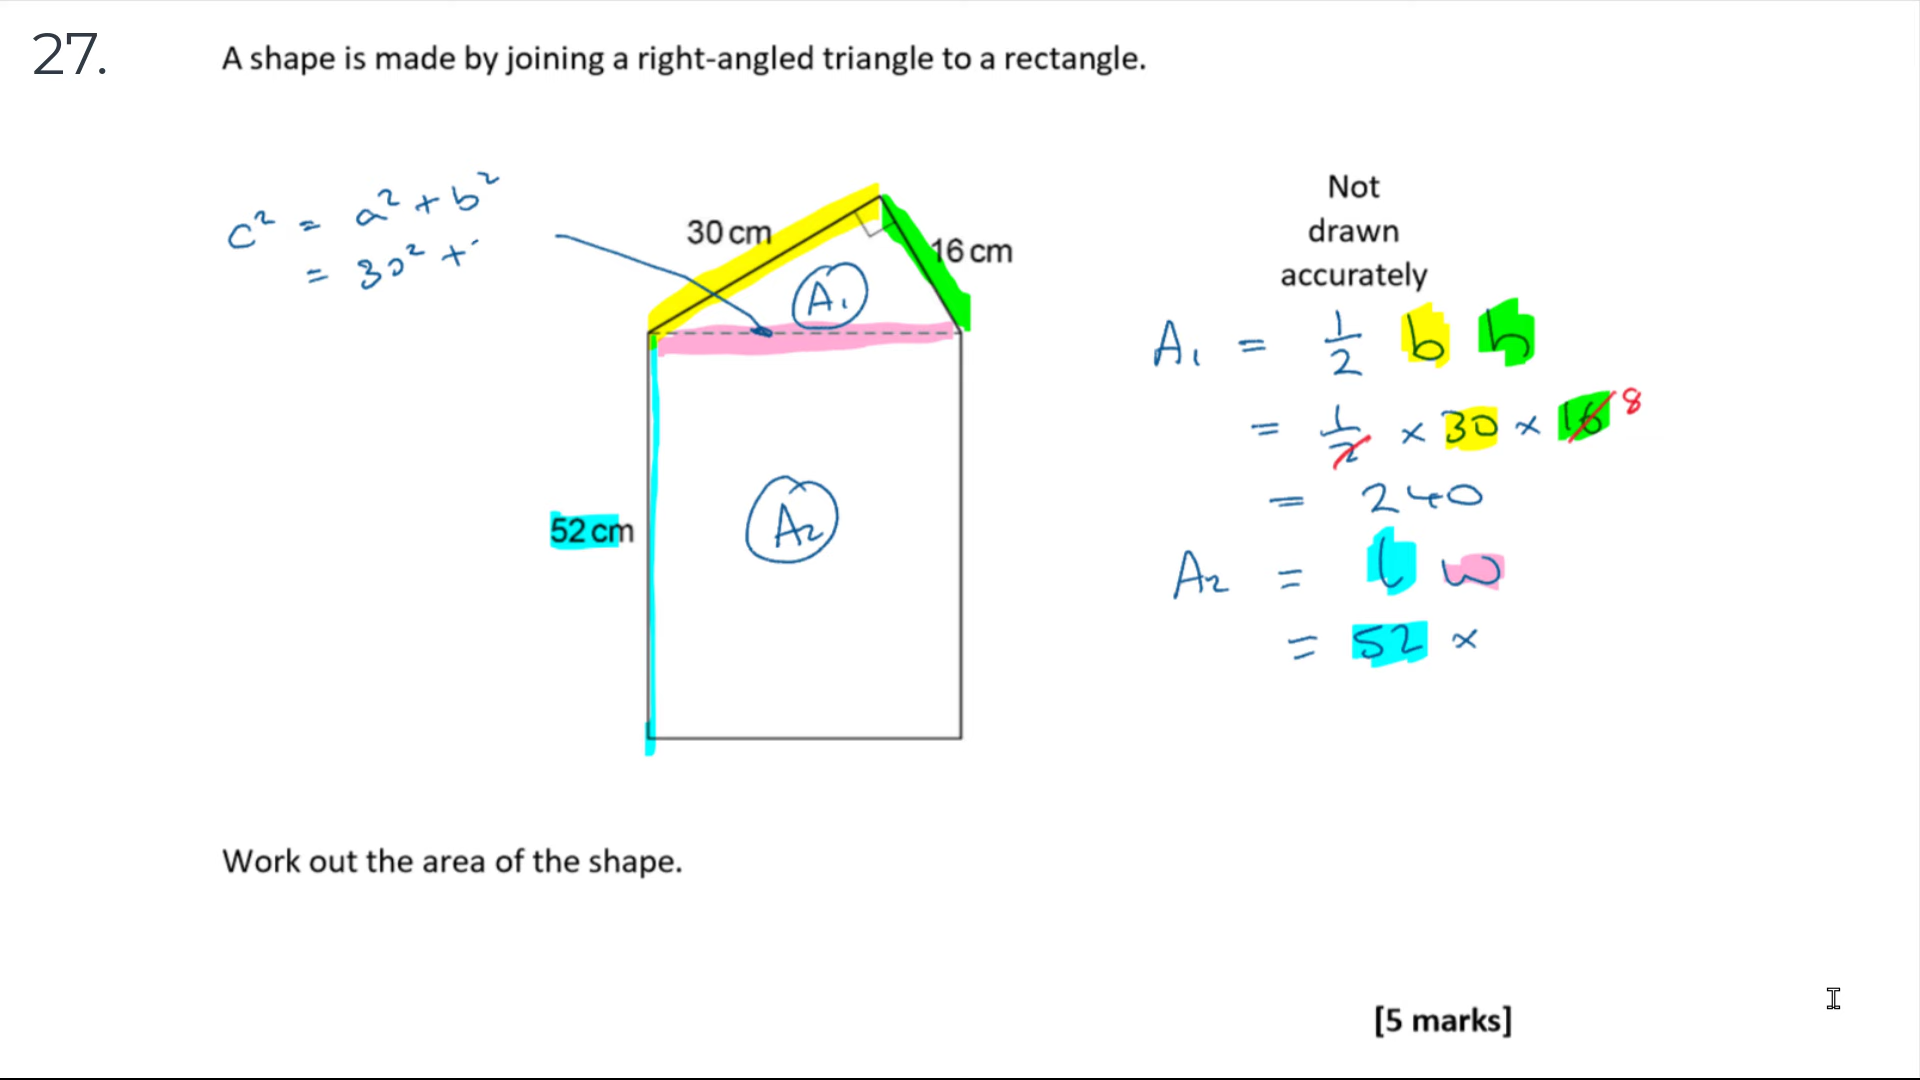 27.
A shape is made by joining a right-angled triangle to a rectangle.
c² = a² + b²
= 30² +
30 cm
16 cm
A₁
Not
drawn
accurately
A₁ = 1/2 b h
= 1/2 × 30 × 16 8
= 240
52 cm
A₂
A₂ = l w
= 52 ×
Work out the area of the shape.
[5 marks]